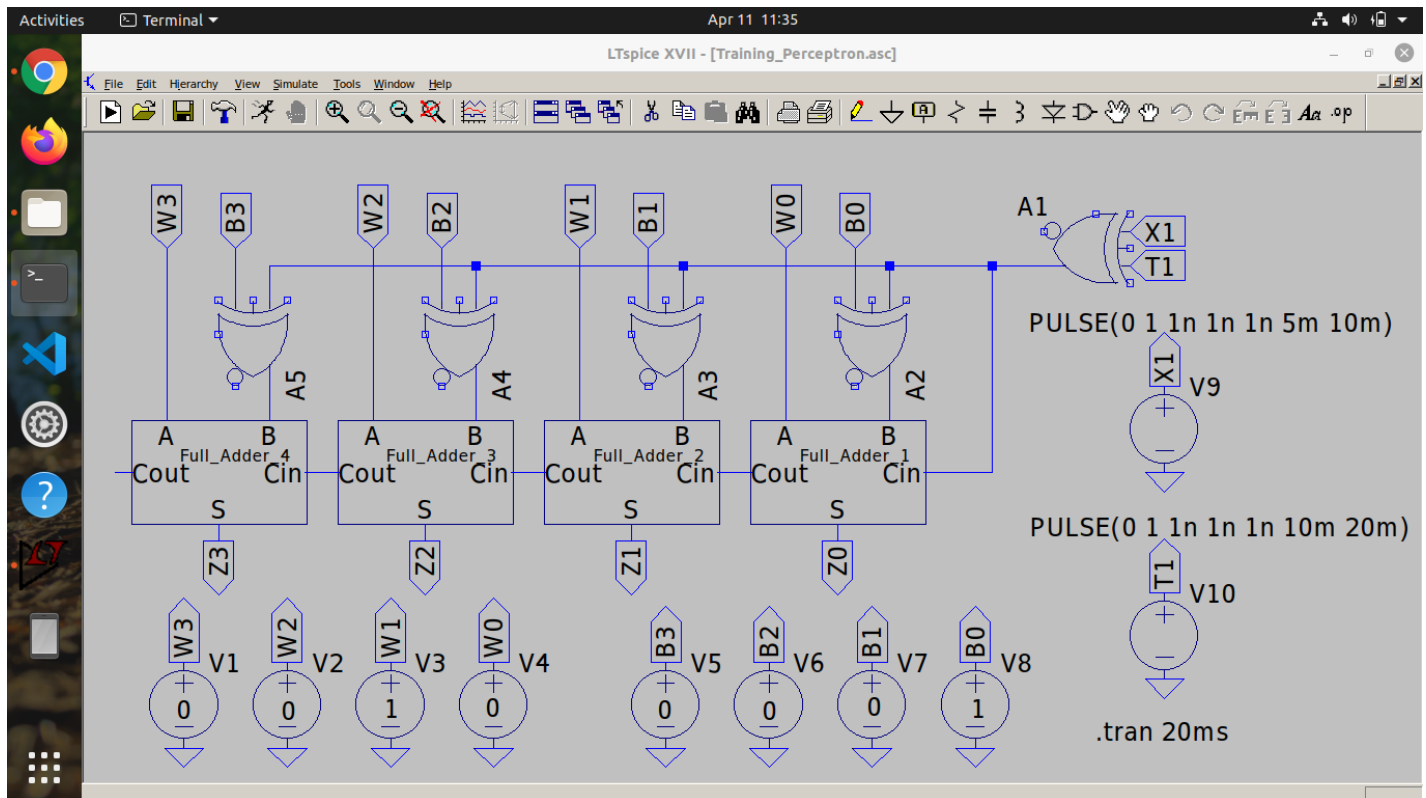 Activities Terminal Apr 11 11:35
LTspice XVII - [Training_Perceptron.asc]
File Edit Hierarchy View Simulate Tools Window Help
Aa .op
W3 B3 W2 B2 W1 B1 W0 B0 A1 X1
T1
A5 A4 A3 A2
PULSE(0 1 1n 1n 1n 5m 10m)
X1 V9
A B A B A B A B
Full_Adder_4 Full_Adder_3 Full_Adder_2 Full_Adder_1
Cout Cin Cout Cin Cout Cin Cout Cin
S S S S
Z3 Z2 Z1 Z0
PULSE(0 1 1n 1n 1n 10m 20m)
T1 V10
W3 V1 W2 V2 W1 V3 W0 V4 B3 V5 B2 V6 B1 V7 B0 V8
0 0 1 0 0 0 0 1
.tran 20ms